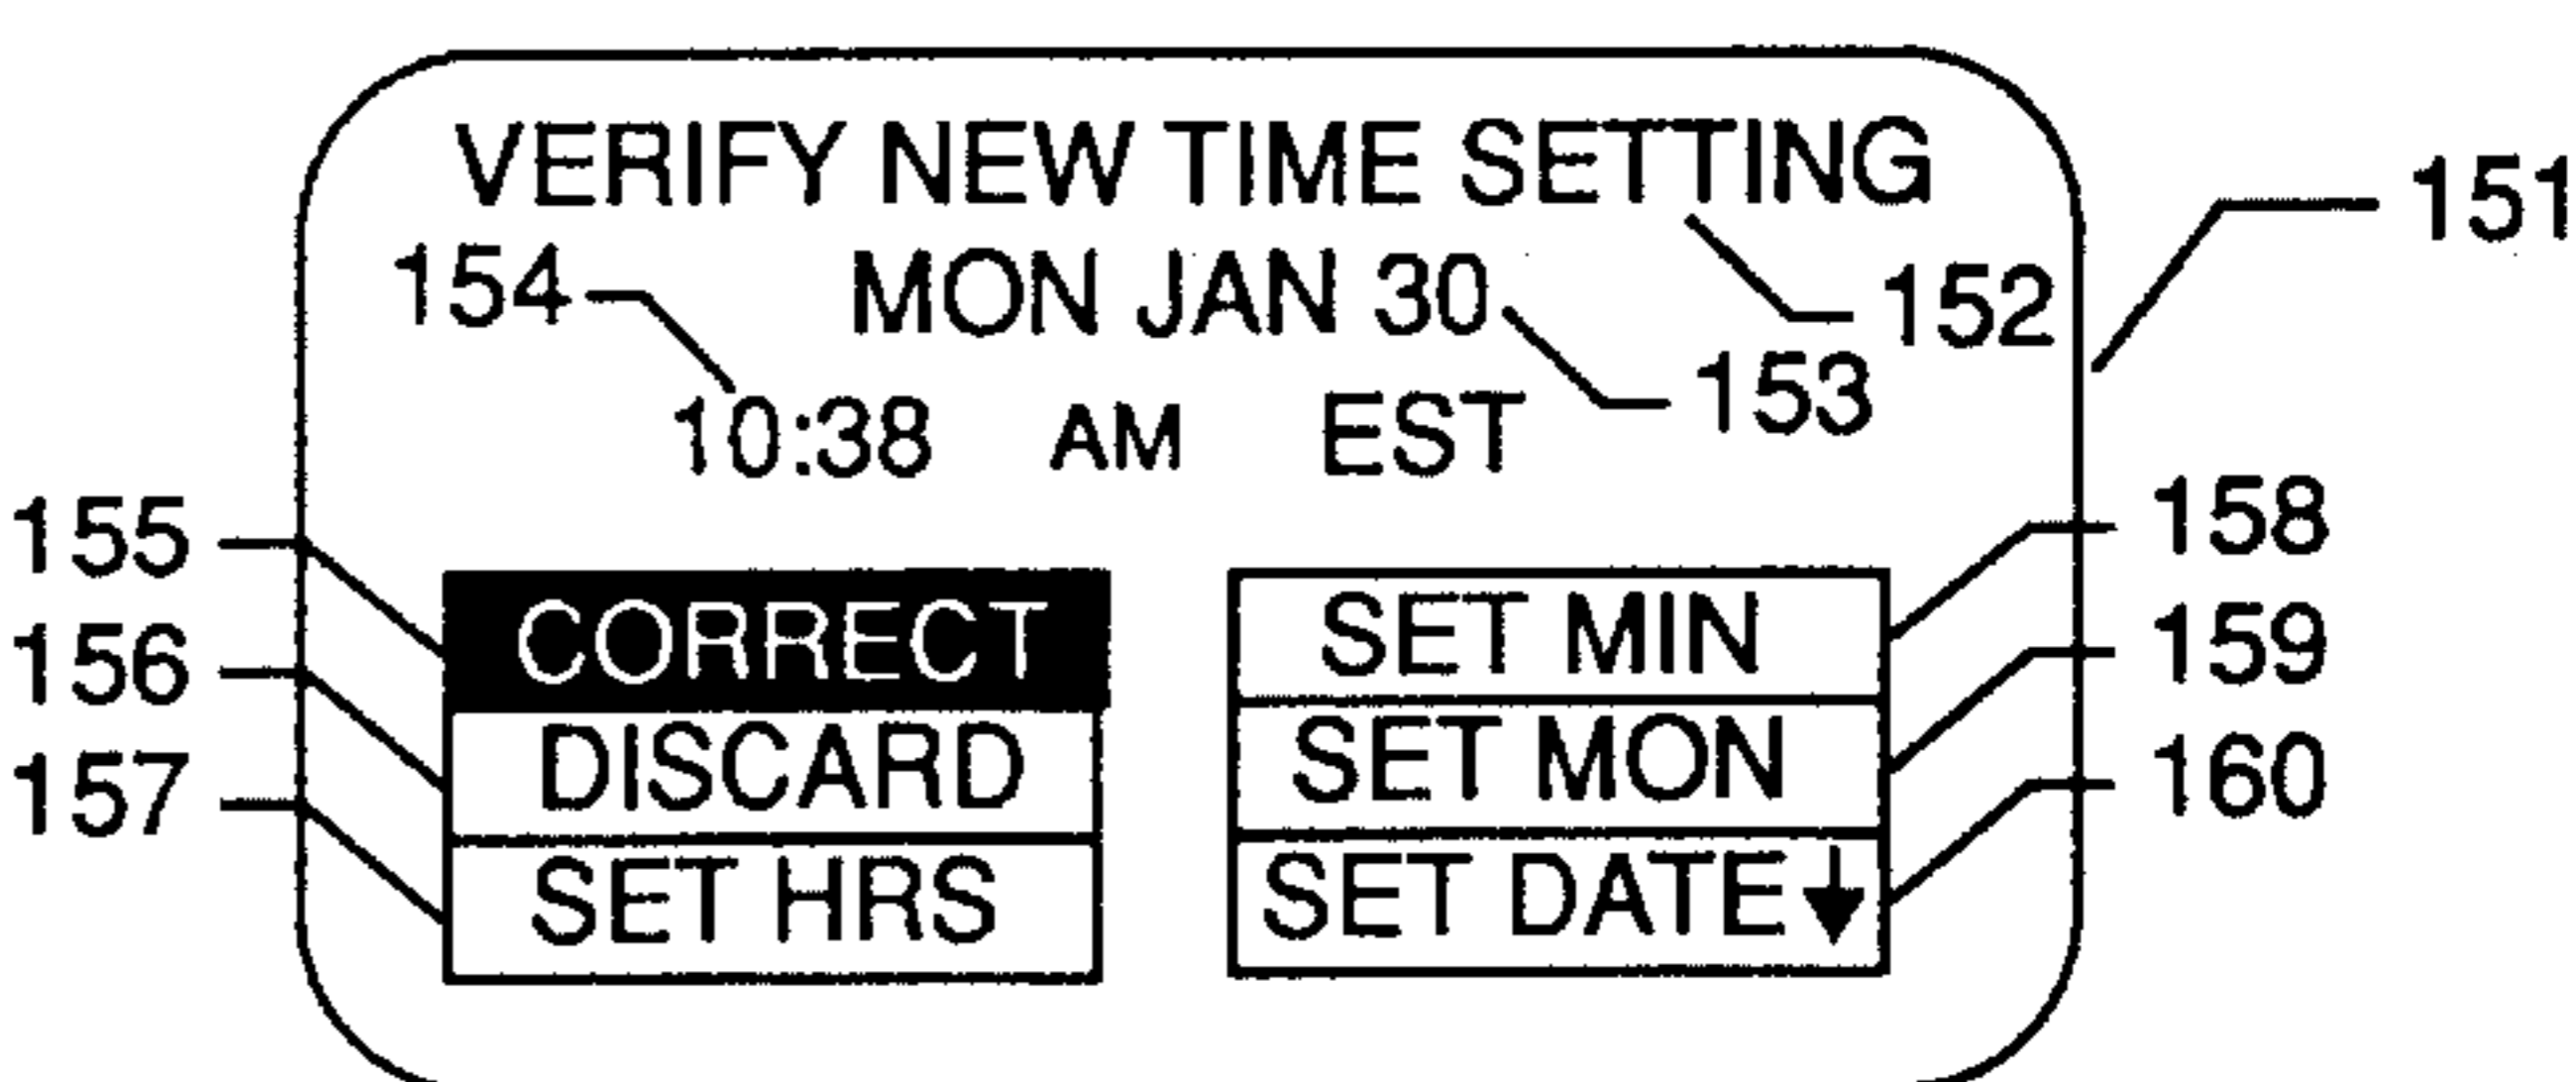 VERIFY NEW TIME SETTING
151
154 MON JAN 30 152
10:38 AM EST 153
155 CORRECT SET MIN 158
156 DISCARD SET MON 159
157 SET HRS SET DATE↓ 160